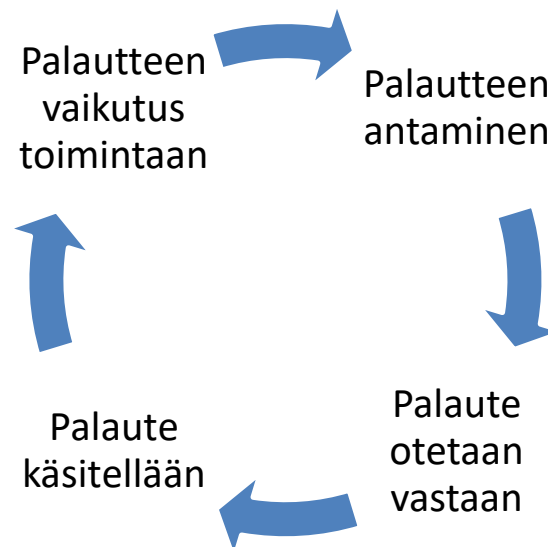 Palautteen
vaikutus
toimintaan
Palautteen
antaminen
Palaute
otetaan
vastaan
Palaute
käsitellään